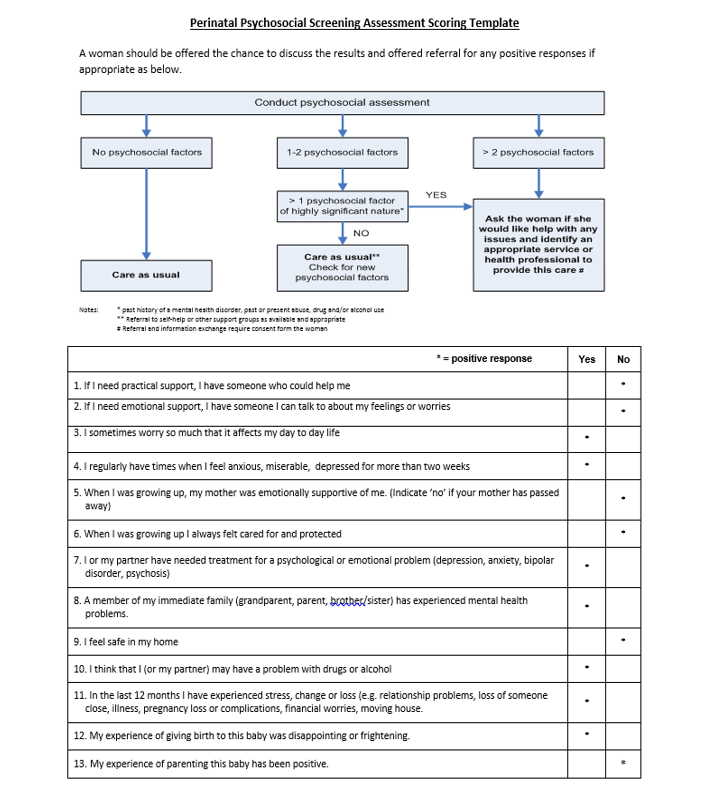 Perinatal Psychosocial Screening Assessment Scoring Template
A woman should be offered the chance to discuss the results and offered referral for any positive responses if
appropriate as below.
Conduct psychosocial assessment
No psychosocial factors
1-2 psychosocial factors
> 2 psychosocial factors
> 1 psychosocial factor
of highly significant nature*
YES
NO
Ask the woman if she
would like help with any
issues and identify an
appropriate service or
health professional to
provide this care #
Care as usual
Care as usual**
Check for new
psychosocial factors
Notes: * past history of a mental health disorder, past or present abuse, drug and/or alcohol use
** Referral to self-help or other support groups as available and appropriate
# Referral and information exchange require consent form the woman
* = positive response Yes No
1. If I need practical support, I have someone who could help me *
2. If I need emotional support, I have someone I can talk to about my feelings or worries *
3. I sometimes worry so much that it affects my day to day life *
4. I regularly have times when I feel anxious, miserable, depressed for more than two weeks *
5. When I was growing up, my mother was emotionally supportive of me. (Indicate ‘no’ if your mother has passed
away) *
6. When I was growing up I always felt cared for and protected *
7. I or my partner have needed treatment for a psychological or emotional problem (depression, anxiety, bipolar
disorder, psychosis) *
8. A member of my immediate family (grandparent, parent, brother/sister) has experienced mental health
problems. *
9. I feel safe in my home *
10. I think that I (or my partner) may have a problem with drugs or alcohol *
11. In the last 12 months I have experienced stress, change or loss (e.g. relationship problems, loss of someone
close, illness, pregnancy loss or complications, financial worries, moving house. *
12. My experience of giving birth to this baby was disappointing or frightening. *
13. My experience of parenting this baby has been positive. *